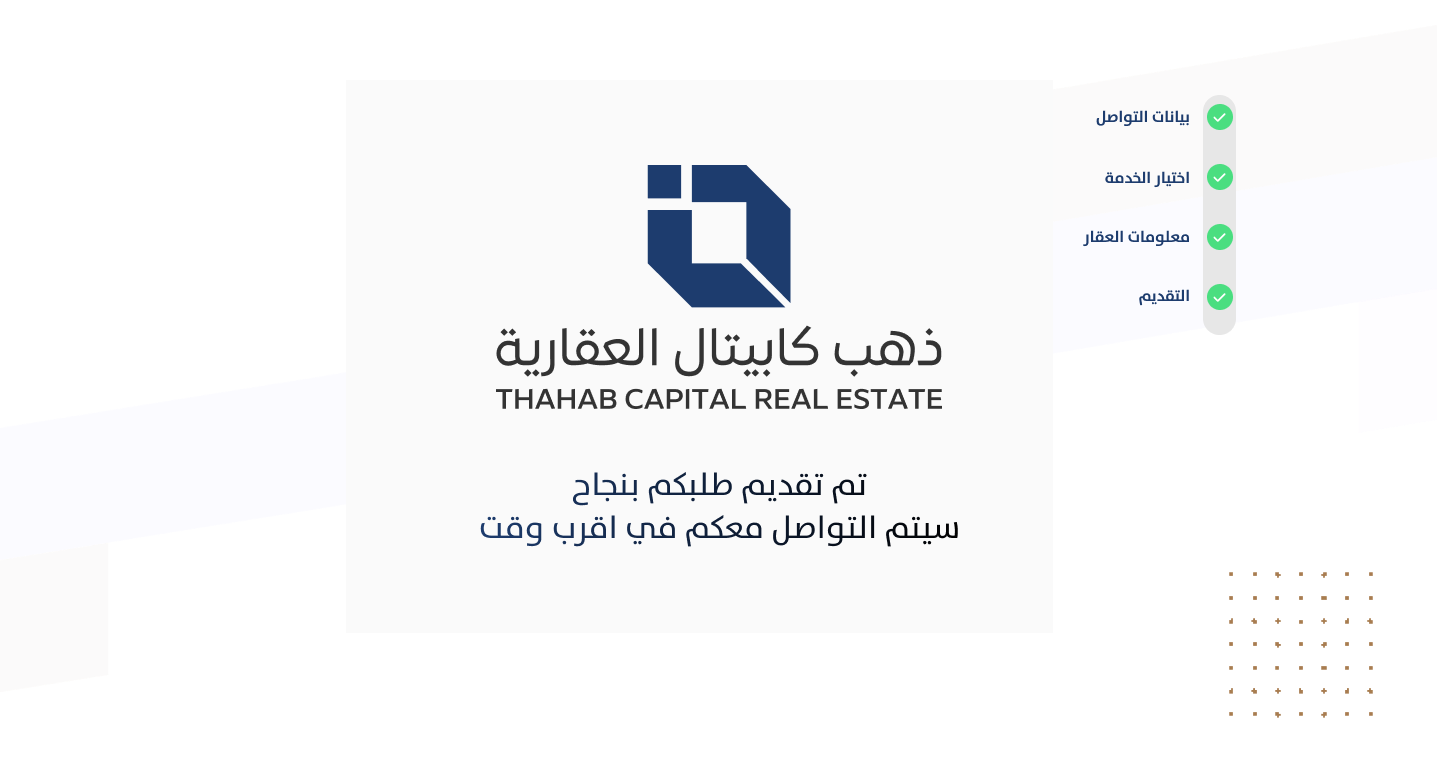 بيانات التواصل
اختيار الخدمة
معلومات العقار
التقديم
ذهب كابيتال العقارية
THAHAB CAPITAL REAL ESTATE
تم تقديم طلبكم بنجاح
سيتم التواصل معكم في اقرب وقت